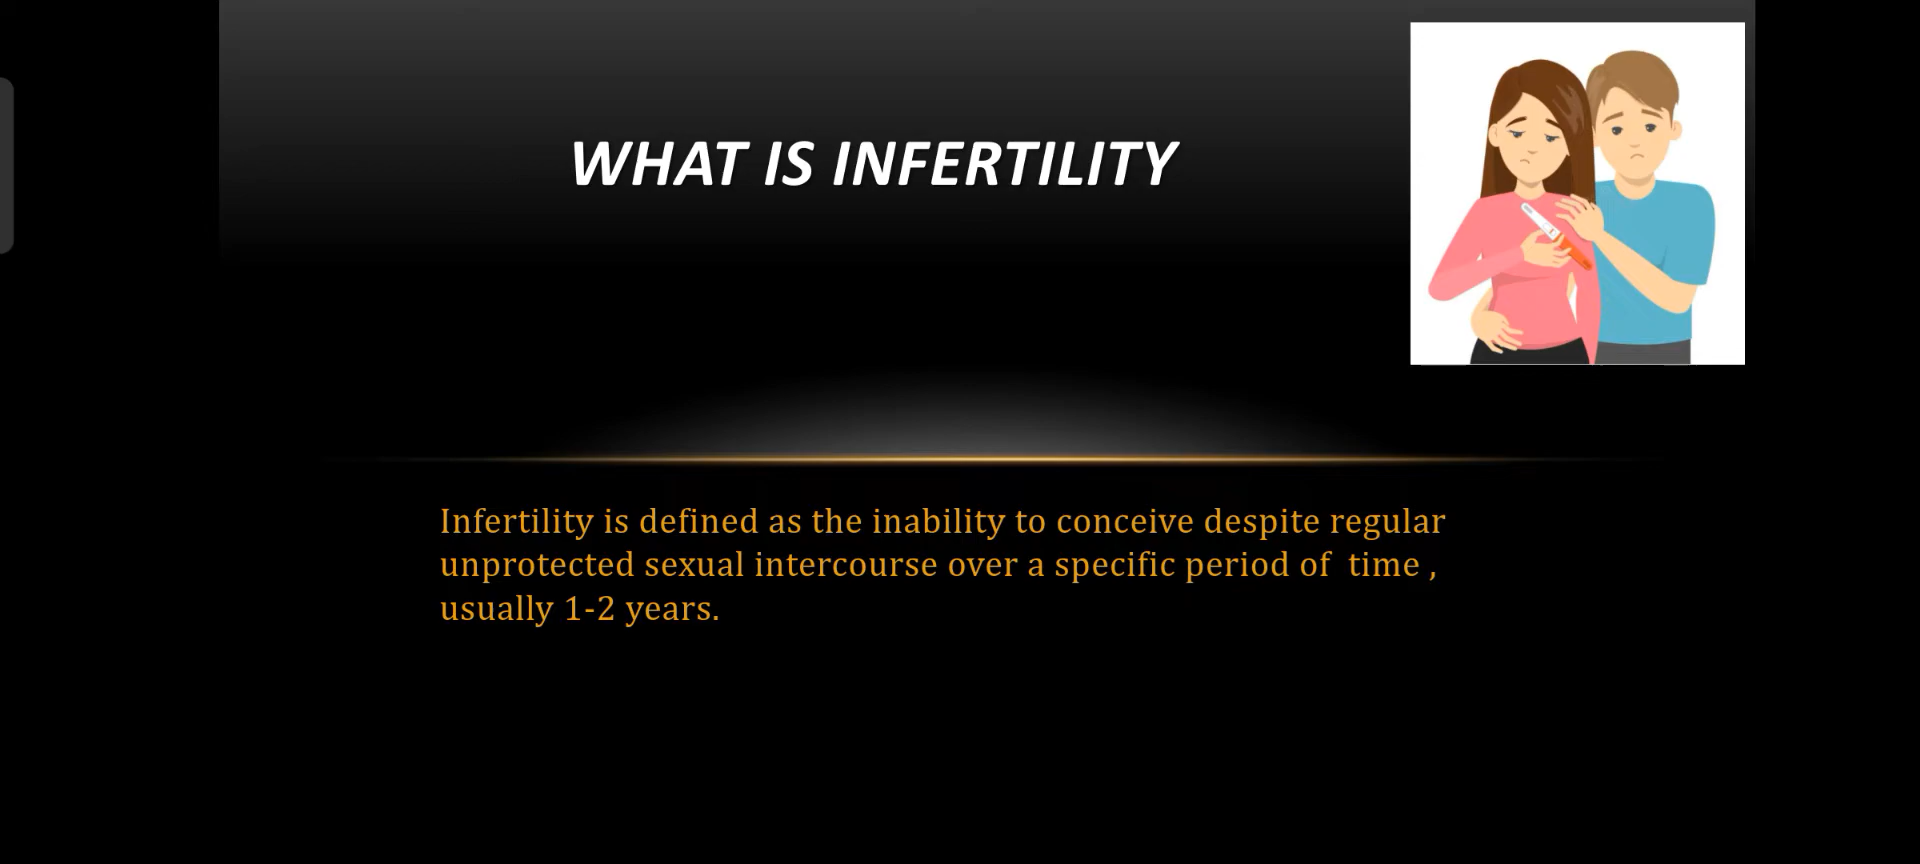 WHAT IS INFERTILITY
Infertility is defined as the inability to conceive despite regular
unprotected sexual intercourse over a specific period of  time ,
usually 1-2 years.